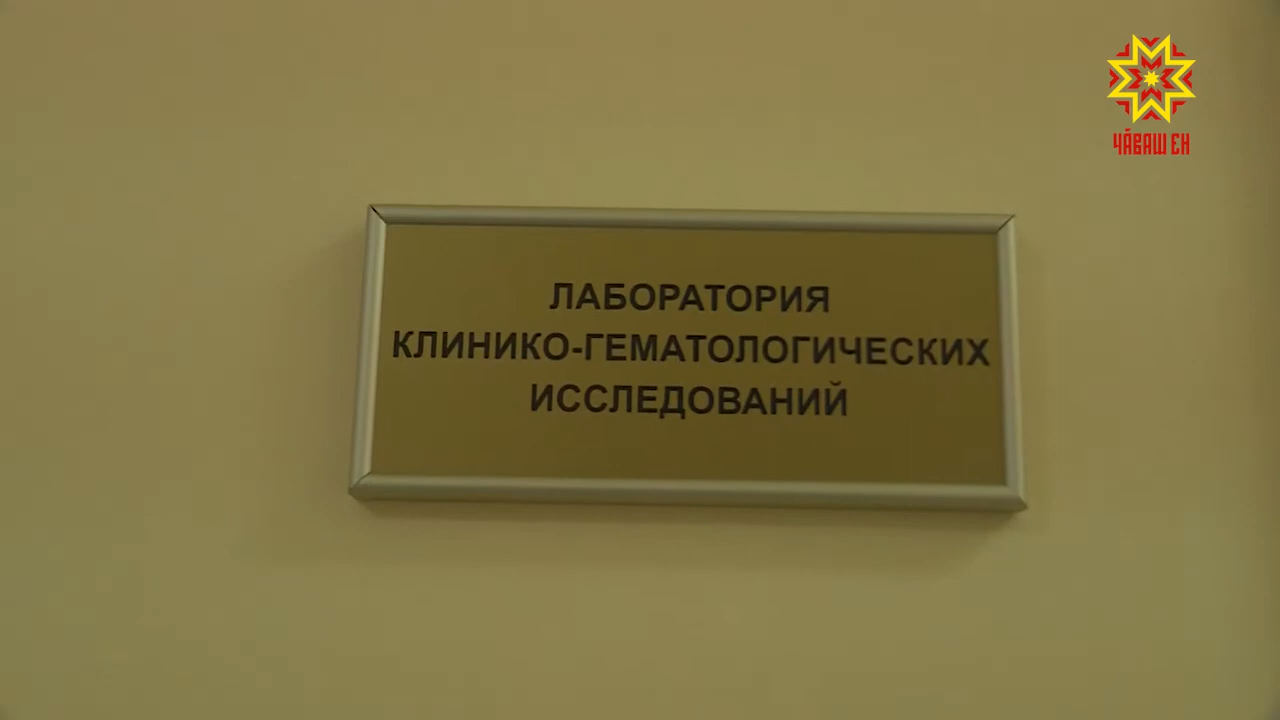 ЧӐВАШ ЕН
ЛАБОРАТОРИЯ
КЛИНИКО-ГЕМАТОЛОГИЧЕСКИХ
ИССЛЕДОВАНИЙ